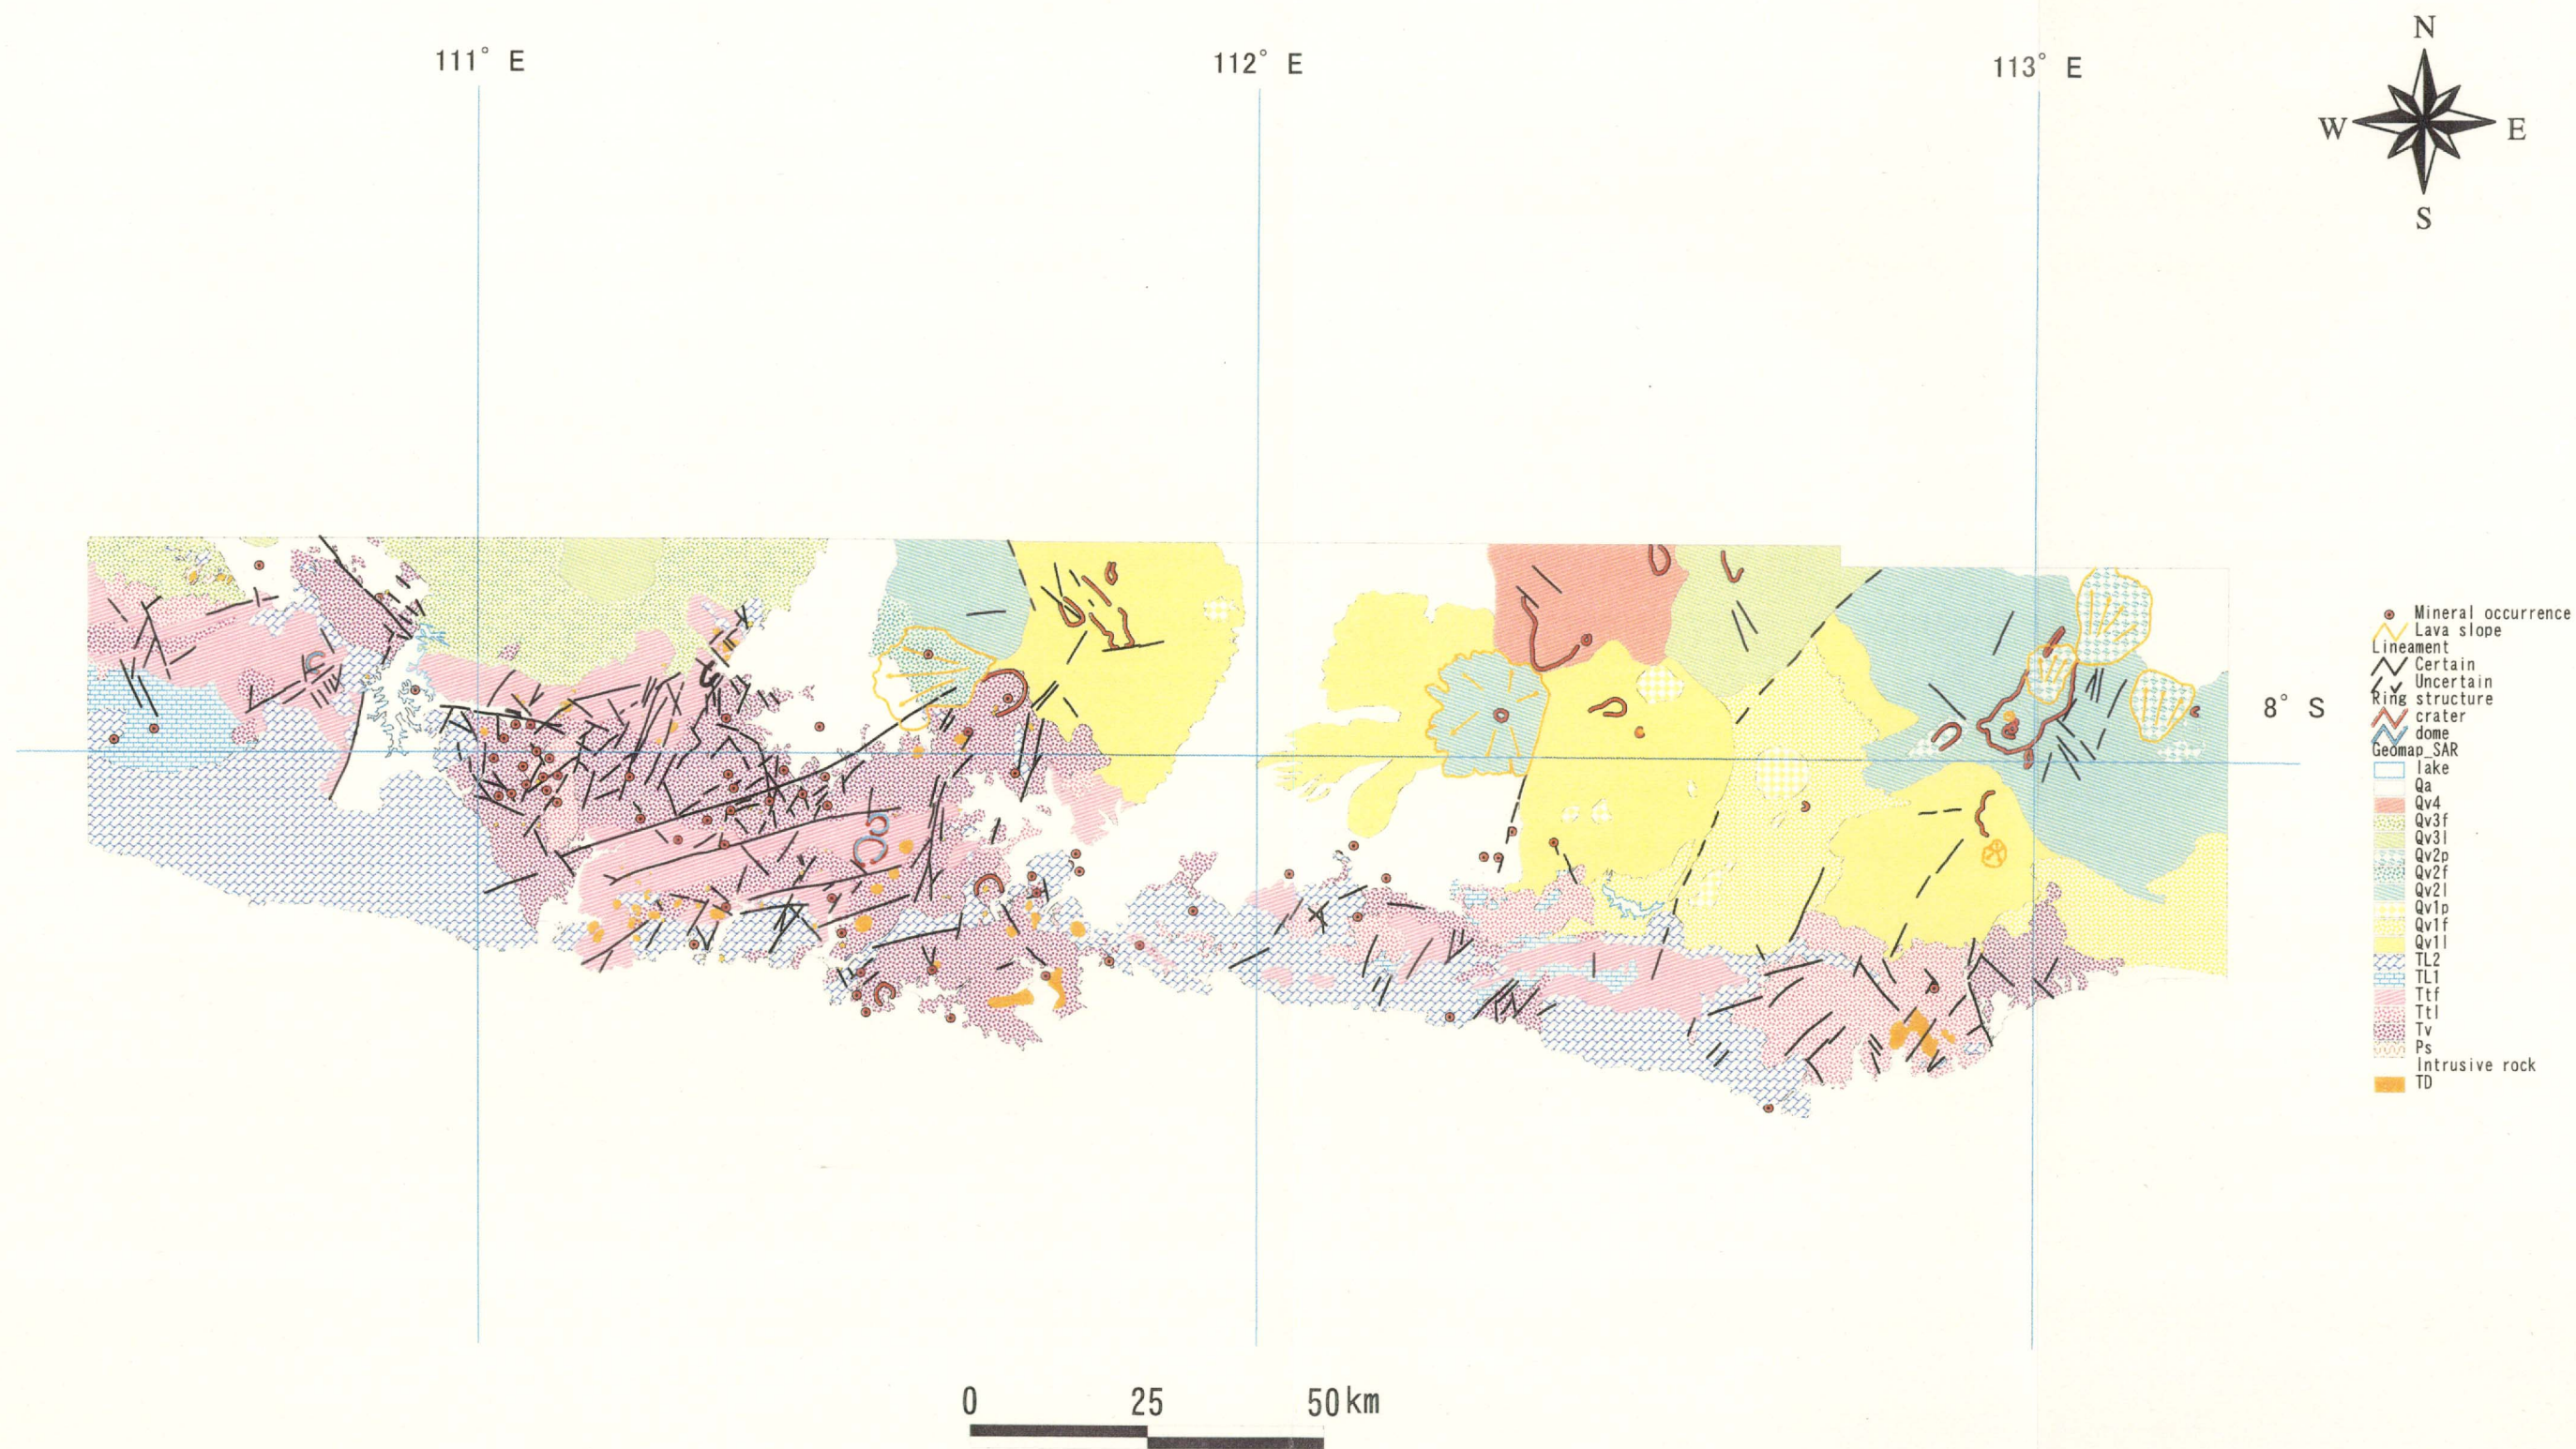 N
111° E
112° E
113° E
W
E
S
Mineral occurrence
Lava slope
Lineament
Certain
Uncertain
Ring structure
crater
dome
Geomap_SAR
lake
Qa
Qv4
Qv3f
Qv3l
Qv2p
Qv2f
Qv2l
Qv1p
Qv1f
Qv1l
TL2
TL1
Ttf
Ttl
Tv
Ps
Intrusive rock
TD
8° S
0 25 50km